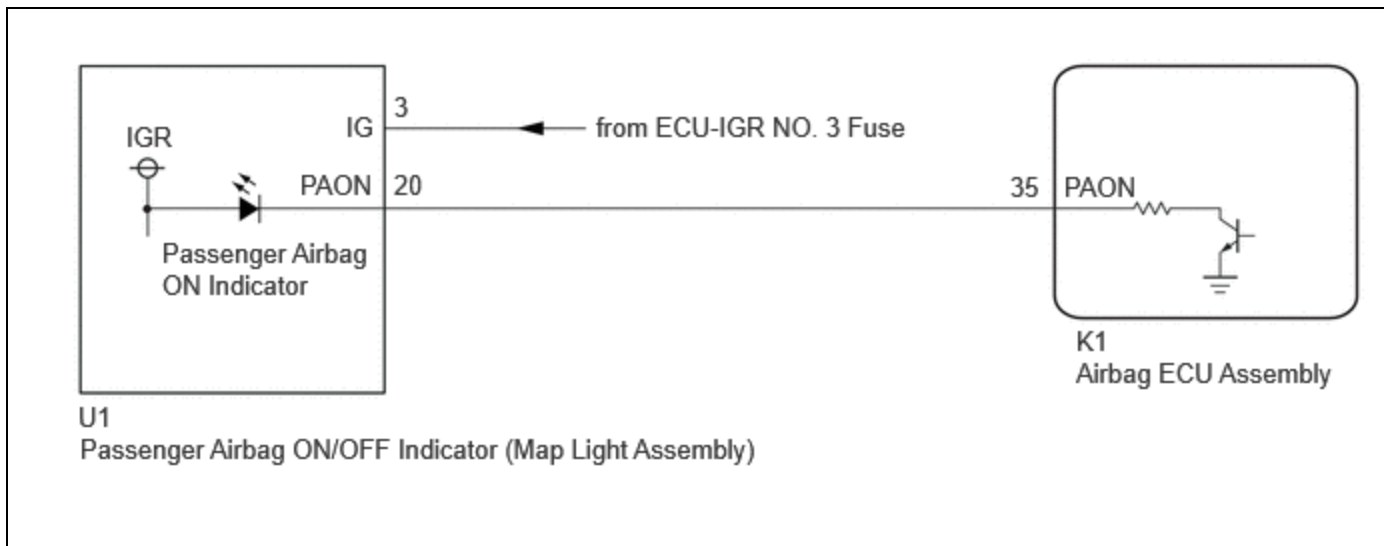 3
IG
from ECU-IGR NO. 3 Fuse
IGR
PAON
20
35
PAON
Passenger Airbag
ON Indicator
K1
Airbag ECU Assembly
U1
Passenger Airbag ON/OFF Indicator (Map Light Assembly)